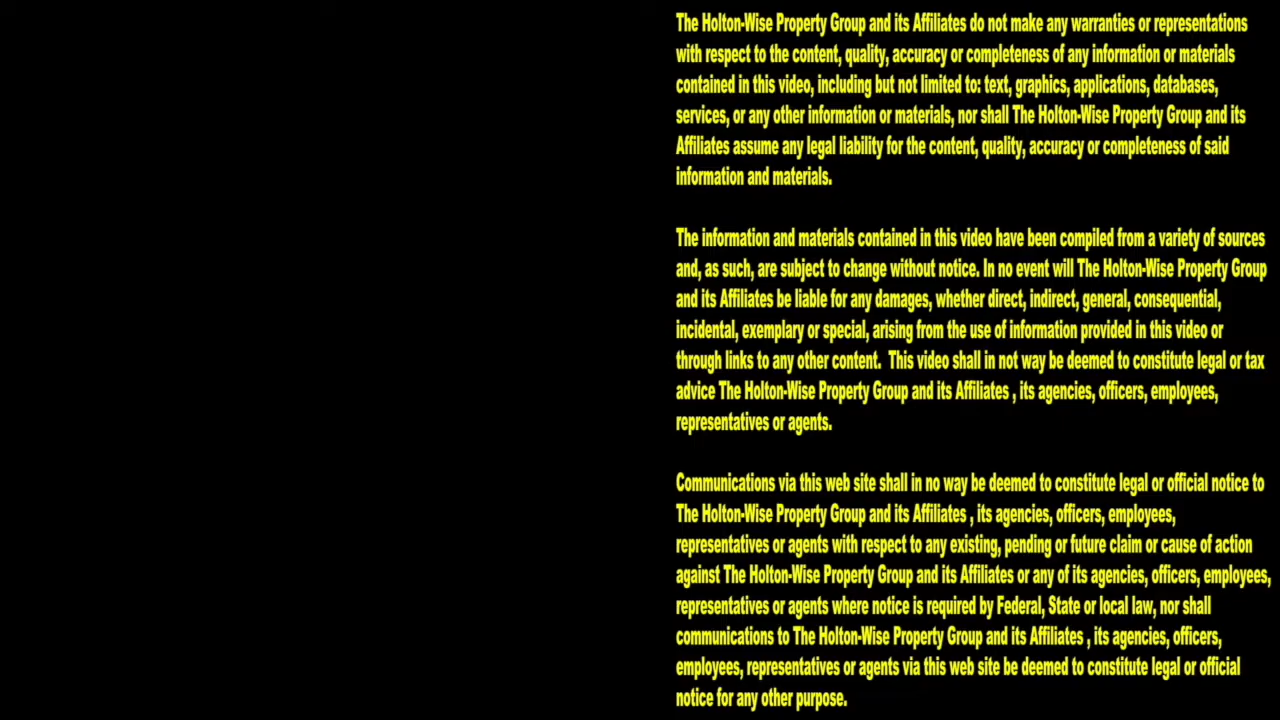 The Holton-Wise Property Group and its Affiliates do not make any warranties or representations
with respect to the content, quality, accuracy or completeness of any information or materials
contained in this video, including but not limited to: text, graphics, applications, databases,
services, or any other information or materials, nor shall The Holton-Wise Property Group and its
Affiliates assume any legal liability for the content, quality, accuracy or completeness of said
information and materials.
The information and materials contained in this video have been compiled from a variety of sources
and, as such, are subject to change without notice. In no event will The Holton-Wise Property Group
and its Affiliates be liable for any damages, whether direct, indirect, general, consequential,
incidental, exemplary or special, arising from the use of information provided in this video or
through links to any other content.  This video shall in not way be deemed to constitute legal or tax
advice The Holton-Wise Property Group and its Affiliates , its agencies, officers, employees,
representatives or agents.
Communications via this web site shall in no way be deemed to constitute legal or official notice to
The Holton-Wise Property Group and its Affiliates , its agencies, officers, employees,
representatives or agents with respect to any existing, pending or future claim or cause of action
against The Holton-Wise Property Group and its Affiliates or any of its agencies, officers, employees,
representatives or agents where notice is required by Federal, State or local law, nor shall
communications to The Holton-Wise Property Group and its Affiliates , its agencies, officers,
employees, representatives or agents via this web site be deemed to constitute legal or official
notice for any other purpose.